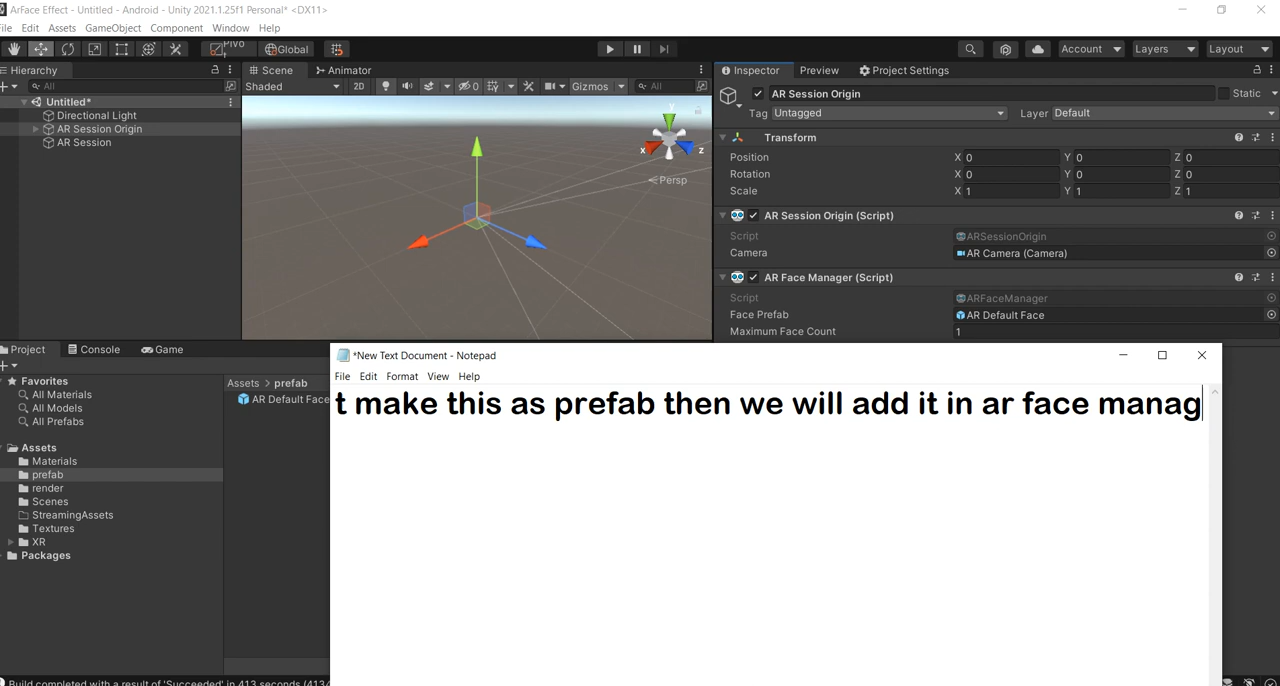 ArFace Effect - Untitled - Android - Unity 2021.1.25f1 Personal* <DX11>
File Edit Assets GameObject Component Window Help
Pivot Global Account Layers Layout
Hierarchy Scene Animator Inspector Preview Project Settings
All Shaded 2D 0 Gizmos All AR Session Origin Static
Untitled* Tag Untagged Layer Default
Directional Light
AR Session Origin
AR Session
y x z
Persp
Transform
Position X 0 Y 0 Z 0
Rotation X 0 Y 0 Z 0
Scale X 1 Y 1 Z 1
AR Session Origin (Script)
Script ARSessionOrigin
Camera AR Camera (Camera)
AR Face Manager (Script)
Script ARFaceManager
Face Prefab AR Default Face
Maximum Face Count 1
Project Console Game
Favorites
All Materials
All Models
All Prefabs
Assets
Materials
prefab
render
Scenes
StreamingAssets
Textures
XR
Packages
Assets > prefab
AR Default Face
*New Text Document - Notepad
File Edit Format View Help
t make this as prefab then we will add it in ar face manag
Build completed with a result of 'Succeeded' in 413 seconds (4134